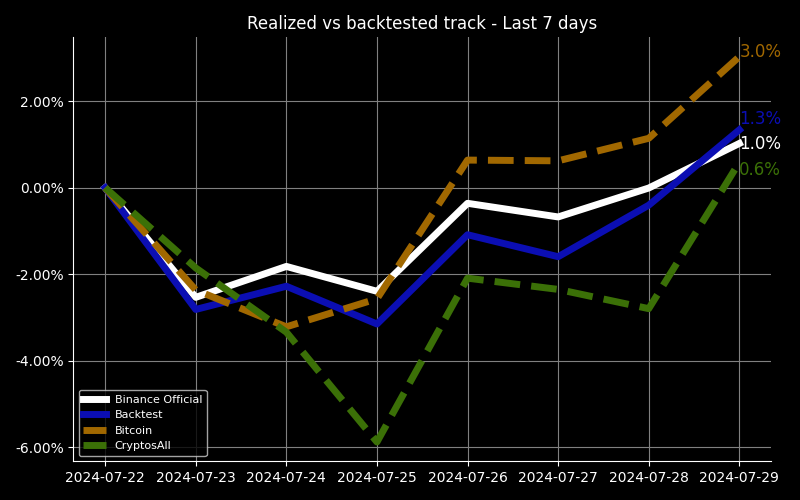 Realized vs backtested track - Last 7 days
3.0%
2.00%
1.3%
1.0%
0.6%
0.00%
-2.00%
-4.00%
-6.00%
Binance Official
Backtest
Bitcoin
CryptosAll
2024-07-22 2024-07-23 2024-07-24 2024-07-25 2024-07-26 2024-07-27 2024-07-28 2024-07-29